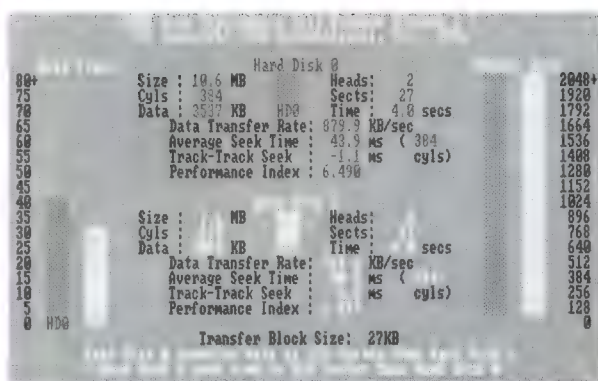 Hard Disk 0
80+ Size : 10.6 MB Heads: 2 2048+
75 Cyls : 384 Sects: 27 1920
70 Data : 3537 KB HD0 Time : 4.0 secs 1792
65 Data Transfer Rate: 879.9 KB/sec 1664
60 Average Seek Time : 43.9 ms ( 384 1536
55 Track-Track Seek : -1.1 ms cyls) 1408
50 Performance Index : 6.490 1280
45 1152
40 1024
35 Size : MB Heads: 896
30 Cyls : Sects: 768
25 Data : KB Time : secs 640
20 Data Transfer Rate: KB/sec 512
15 Average Seek Time : ms ( 384
10 Track-Track Seek : ms cyls) 256
5 Performance Index : 128
0 HD0 0
Transfer Block Size: 27KB